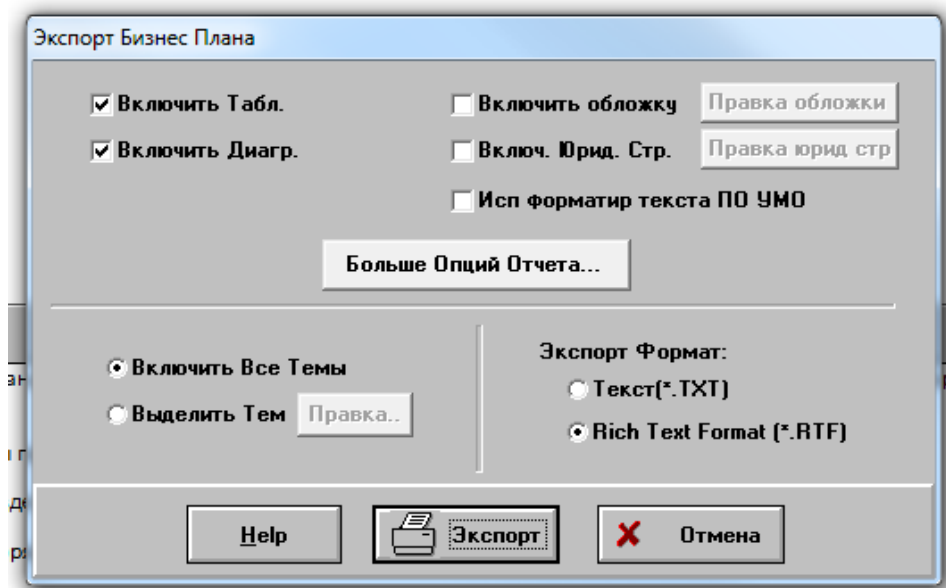 Экспорт Бизнес Плана
Включить Табл.
Включить обложку
Правка обложки
Включить Диагр.
Включ. Юрид. Стр.
Правка юрид стр
Исп форматир текста ПО УМО
Больше Опций Отчета...
Включить Все Темы
Выделить Тем
Правка..
Экспорт Формат:
Текст(*.TXT)
Rich Text Format (*.RTF)
Help
Экспорт
Отмена